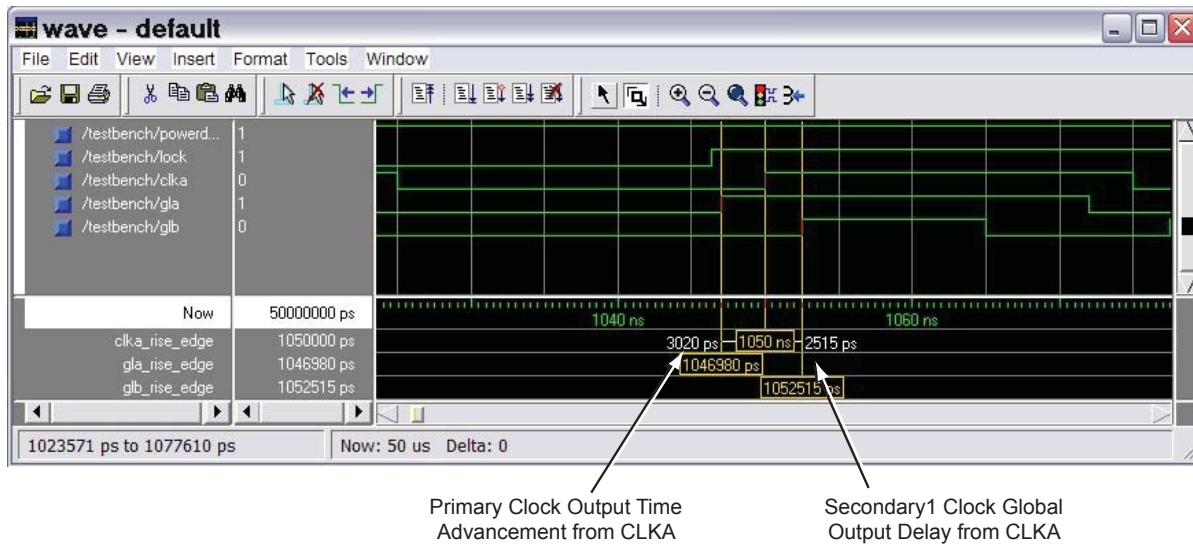 wave - default
File Edit View Insert Format Tools Window
/testbench/powerd... 1
/testbench/lock 1
/testbench/clka 0
/testbench/gla 1
/testbench/glb 0
Now 50000000 ps 1040 ns 1060 ns
clka_rise_edge 1050000 ps 3020 ps 1050 ns 2515 ps
gla_rise_edge 1046980 ps 1046980 ps
glb_rise_edge 1052515 ps 1052515 ps
1023571 ps to 1077610 ps Now: 50 us Delta: 0
Primary Clock Output Time
Advancement from CLKA
Secondary1 Clock Global
Output Delay from CLKA